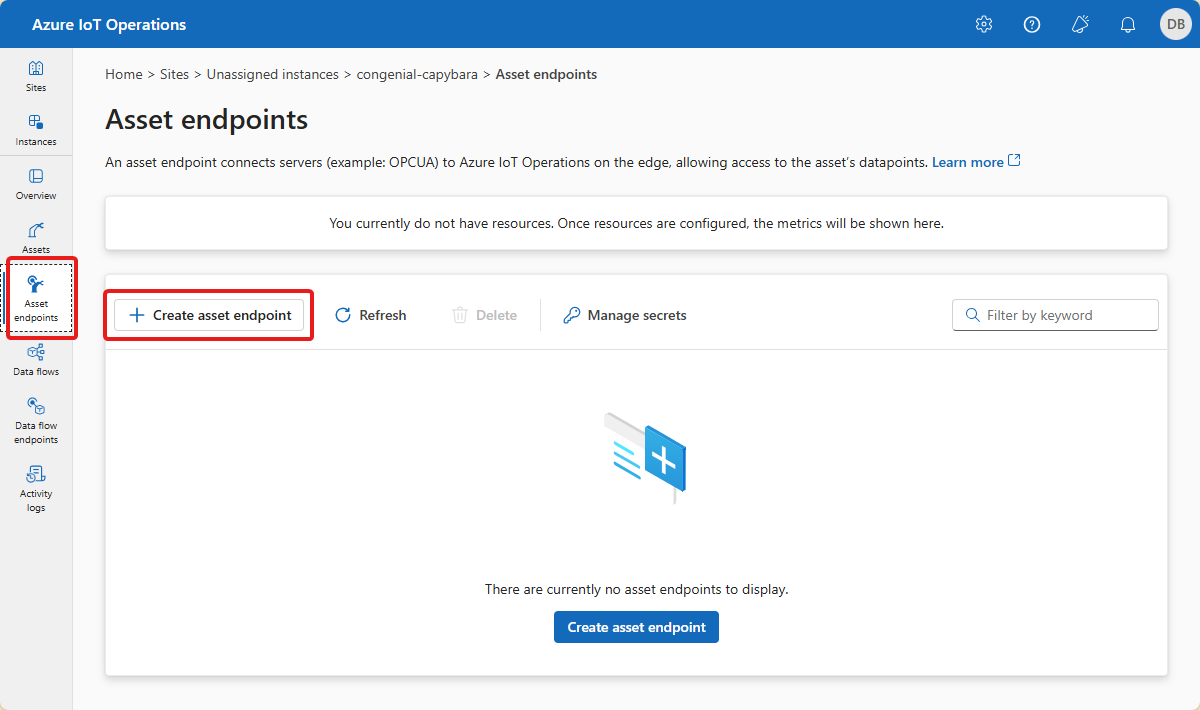 Azure IoT Operations
DB
Sites
Instances
Overview
Assets
Asset
endpoints
Data flows
Data flow
endpoints
Activity
logs
Home > Sites > Unassigned instances > congenial-capybara > Asset endpoints
Asset endpoints
An asset endpoint connects servers (example: OPCUA) to Azure IoT Operations on the edge, allowing access to the asset’s datapoints. Learn more
You currently do not have resources. Once resources are configured, the metrics will be shown here.
Create asset endpoint Refresh Delete Manage secrets Filter by keyword
There are currently no asset endpoints to display.
Create asset endpoint